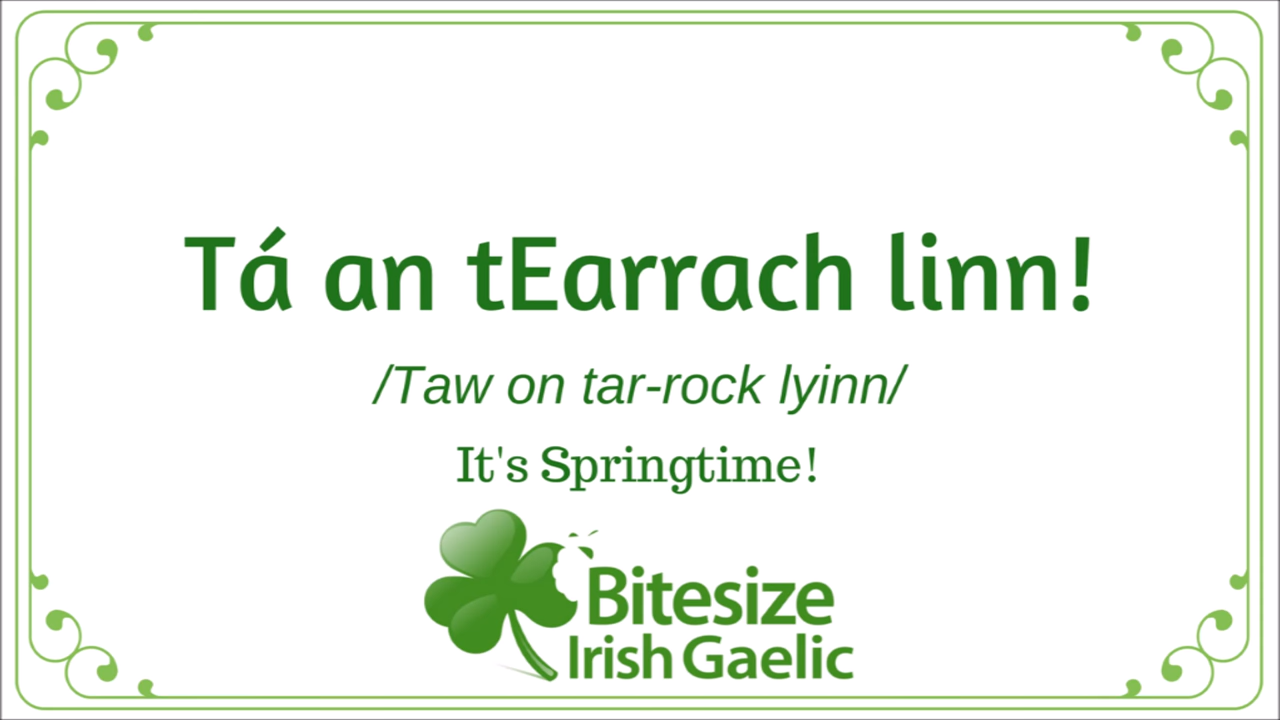 Tá an tEarrach linn!
/Taw on tar-rock lyinn/
It's Springtime!
Bitesize
Irish Gaelic